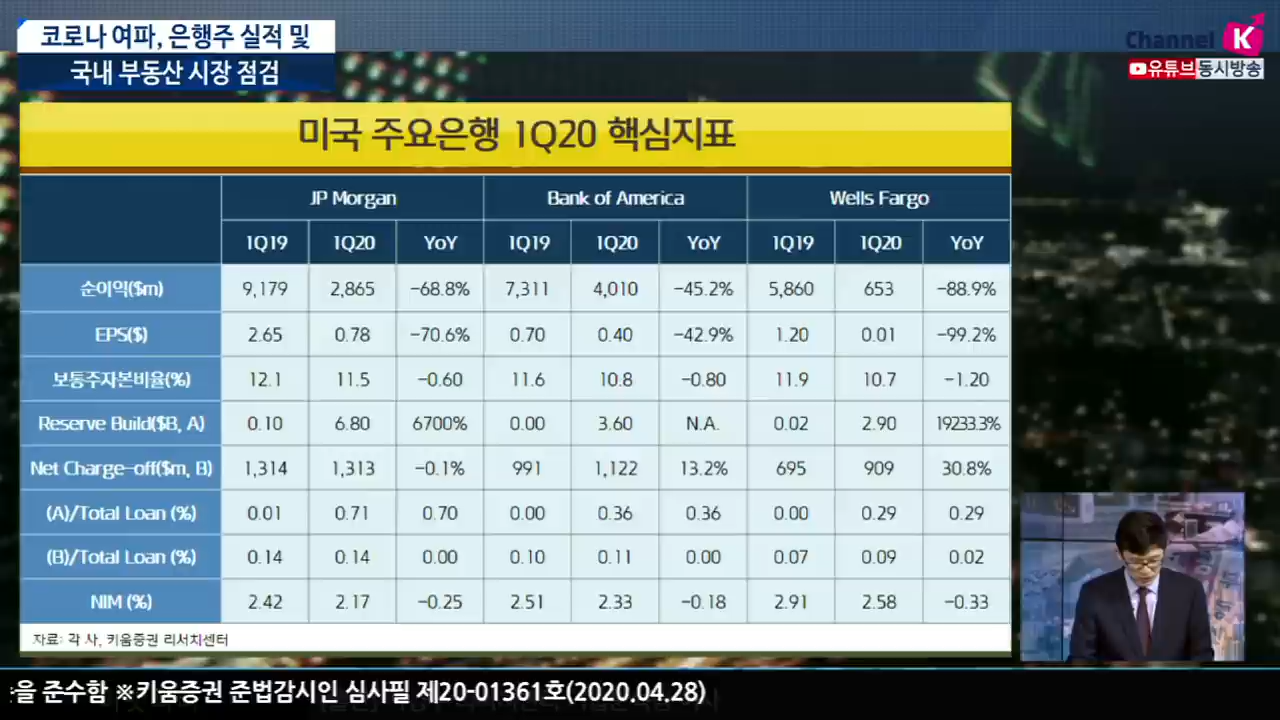 코로나 여파, 은행주 실적 및
국내 부동산 시장 점검
Channel K
유튜브 동시방송
미국 주요은행 1Q20 핵심지표
JP Morgan Bank of America Wells Fargo
1Q19 1Q20 YoY 1Q19 1Q20 YoY 1Q19 1Q20 YoY
순이익($m) 9,179 2,865 -68.8% 7,311 4,010 -45.2% 5,860 653 -88.9%
EPS($) 2.65 0.78 -70.6% 0.70 0.40 -42.9% 1.20 0.01 -99.2%
보통주자본비율(%) 12.1 11.5 -0.60 11.6 10.8 -0.80 11.9 10.7 -1.20
Reserve Build($B, A) 0.10 6.80 6700% 0.00 3.60 N.A. 0.02 2.90 19233.3%
Net Charge-off($m, B) 1,314 1,313 -0.1% 991 1,122 13.2% 695 909 30.8%
(A)/Total Loan (%) 0.01 0.71 0.70 0.00 0.36 0.36 0.00 0.29 0.29
(B)/Total Loan (%) 0.14 0.14 0.00 0.10 0.11 0.00 0.07 0.09 0.02
NIM (%) 2.42 2.17 -0.25 2.51 2.33 -0.18 2.91 2.58 -0.33
자료: 각 사, 키움증권 리서치센터
을 준수함 ※키움증권 준법감시인 심사필 제20-01361호(2020.04.28)